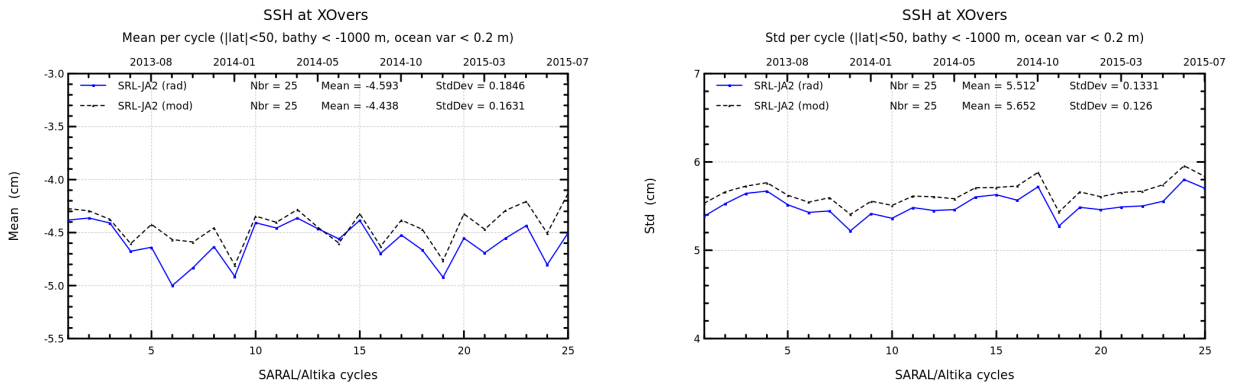 SSH at XOvers
Mean per cycle (|lat|<50, bathy < -1000 m, ocean var < 0.2 m)
2013-08 2014-01 2014-05 2014-10 2015-03 2015-07
SRL-JA2 (rad) Nbr = 25 Mean = -4.593 StdDev = 0.1846
SRL-JA2 (mod) Nbr = 25 Mean = -4.438 StdDev = 0.1631
-3.0
-3.5
-4.0
-4.5
-5.0
-5.5
Mean (cm)
5 10 15 20 25
SARAL/Altika cycles
SSH at XOvers
Std per cycle (|lat|<50, bathy < -1000 m, ocean var < 0.2 m)
2013-08 2014-01 2014-05 2014-10 2015-03 2015-07
SRL-JA2 (rad) Nbr = 25 Mean = 5.512 StdDev = 0.1331
SRL-JA2 (mod) Nbr = 25 Mean = 5.652 StdDev = 0.126
7
6
5
4
Std (cm)
5 10 15 20 25
SARAL/Altika cycles